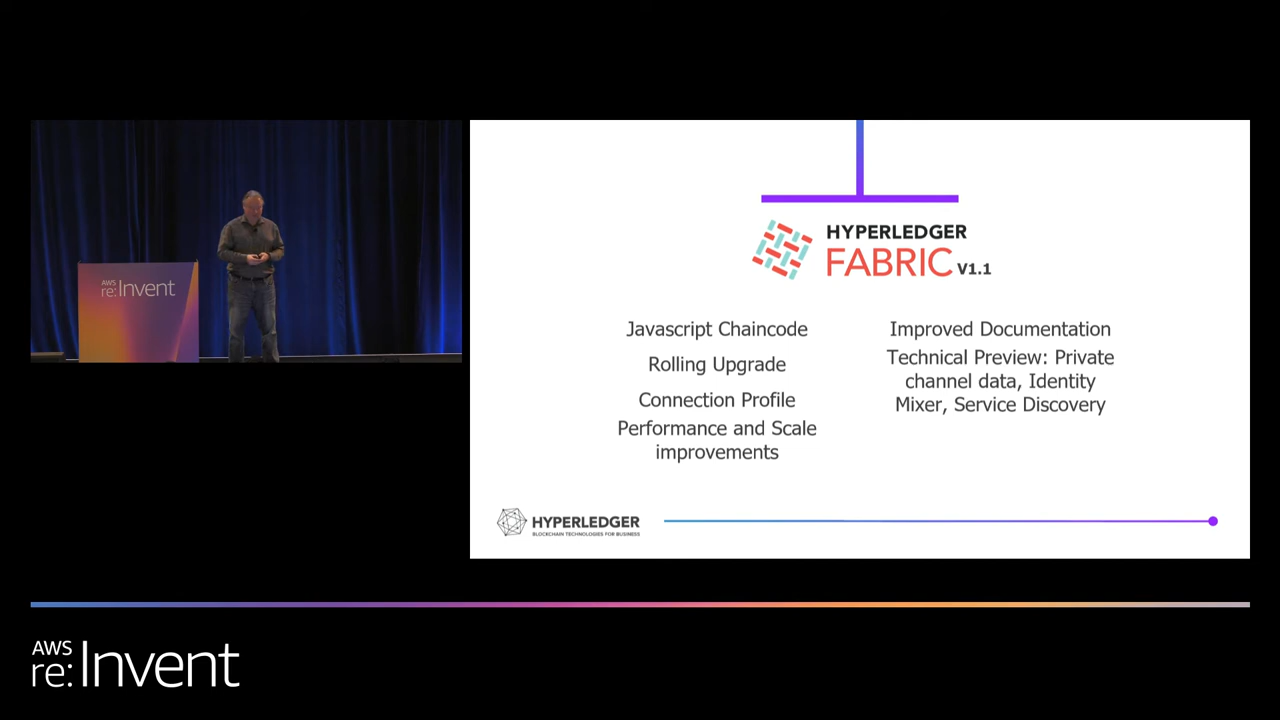 AWS
re:Invent
HYPERLEDGER
FABRIC V1.1
Javascript Chaincode
Rolling Upgrade
Connection Profile
Performance and Scale
improvements
Improved Documentation
Technical Preview: Private
channel data, Identity
Mixer, Service Discovery
HYPERLEDGER
BLOCKCHAIN TECHNOLOGIES FOR BUSINESS
AWS
re:Invent